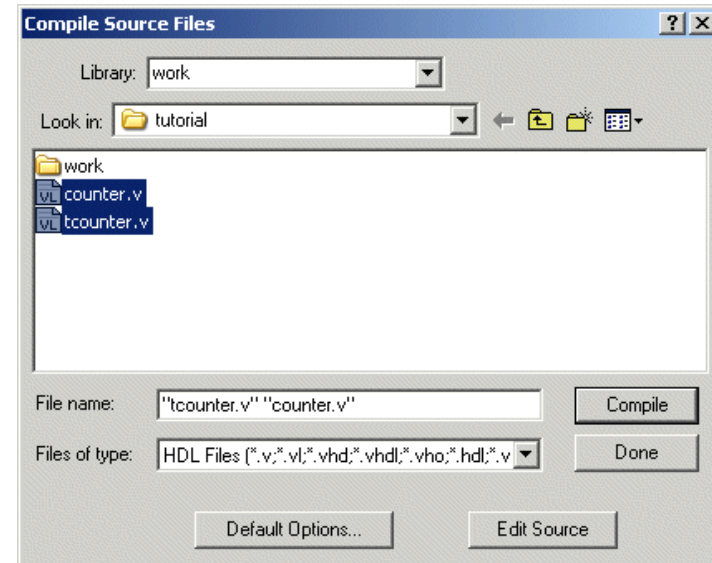 Compile Source Files
Library: work
Look in: tutorial
work
counter.v
tcounter.v
File name: "tcounter.v" "counter.v" Compile
Files of type: HDL Files (*.v;*.vl;*.vhd;*.vhdl;*.vho;*.hdl;*.v Done
Default Options... Edit Source